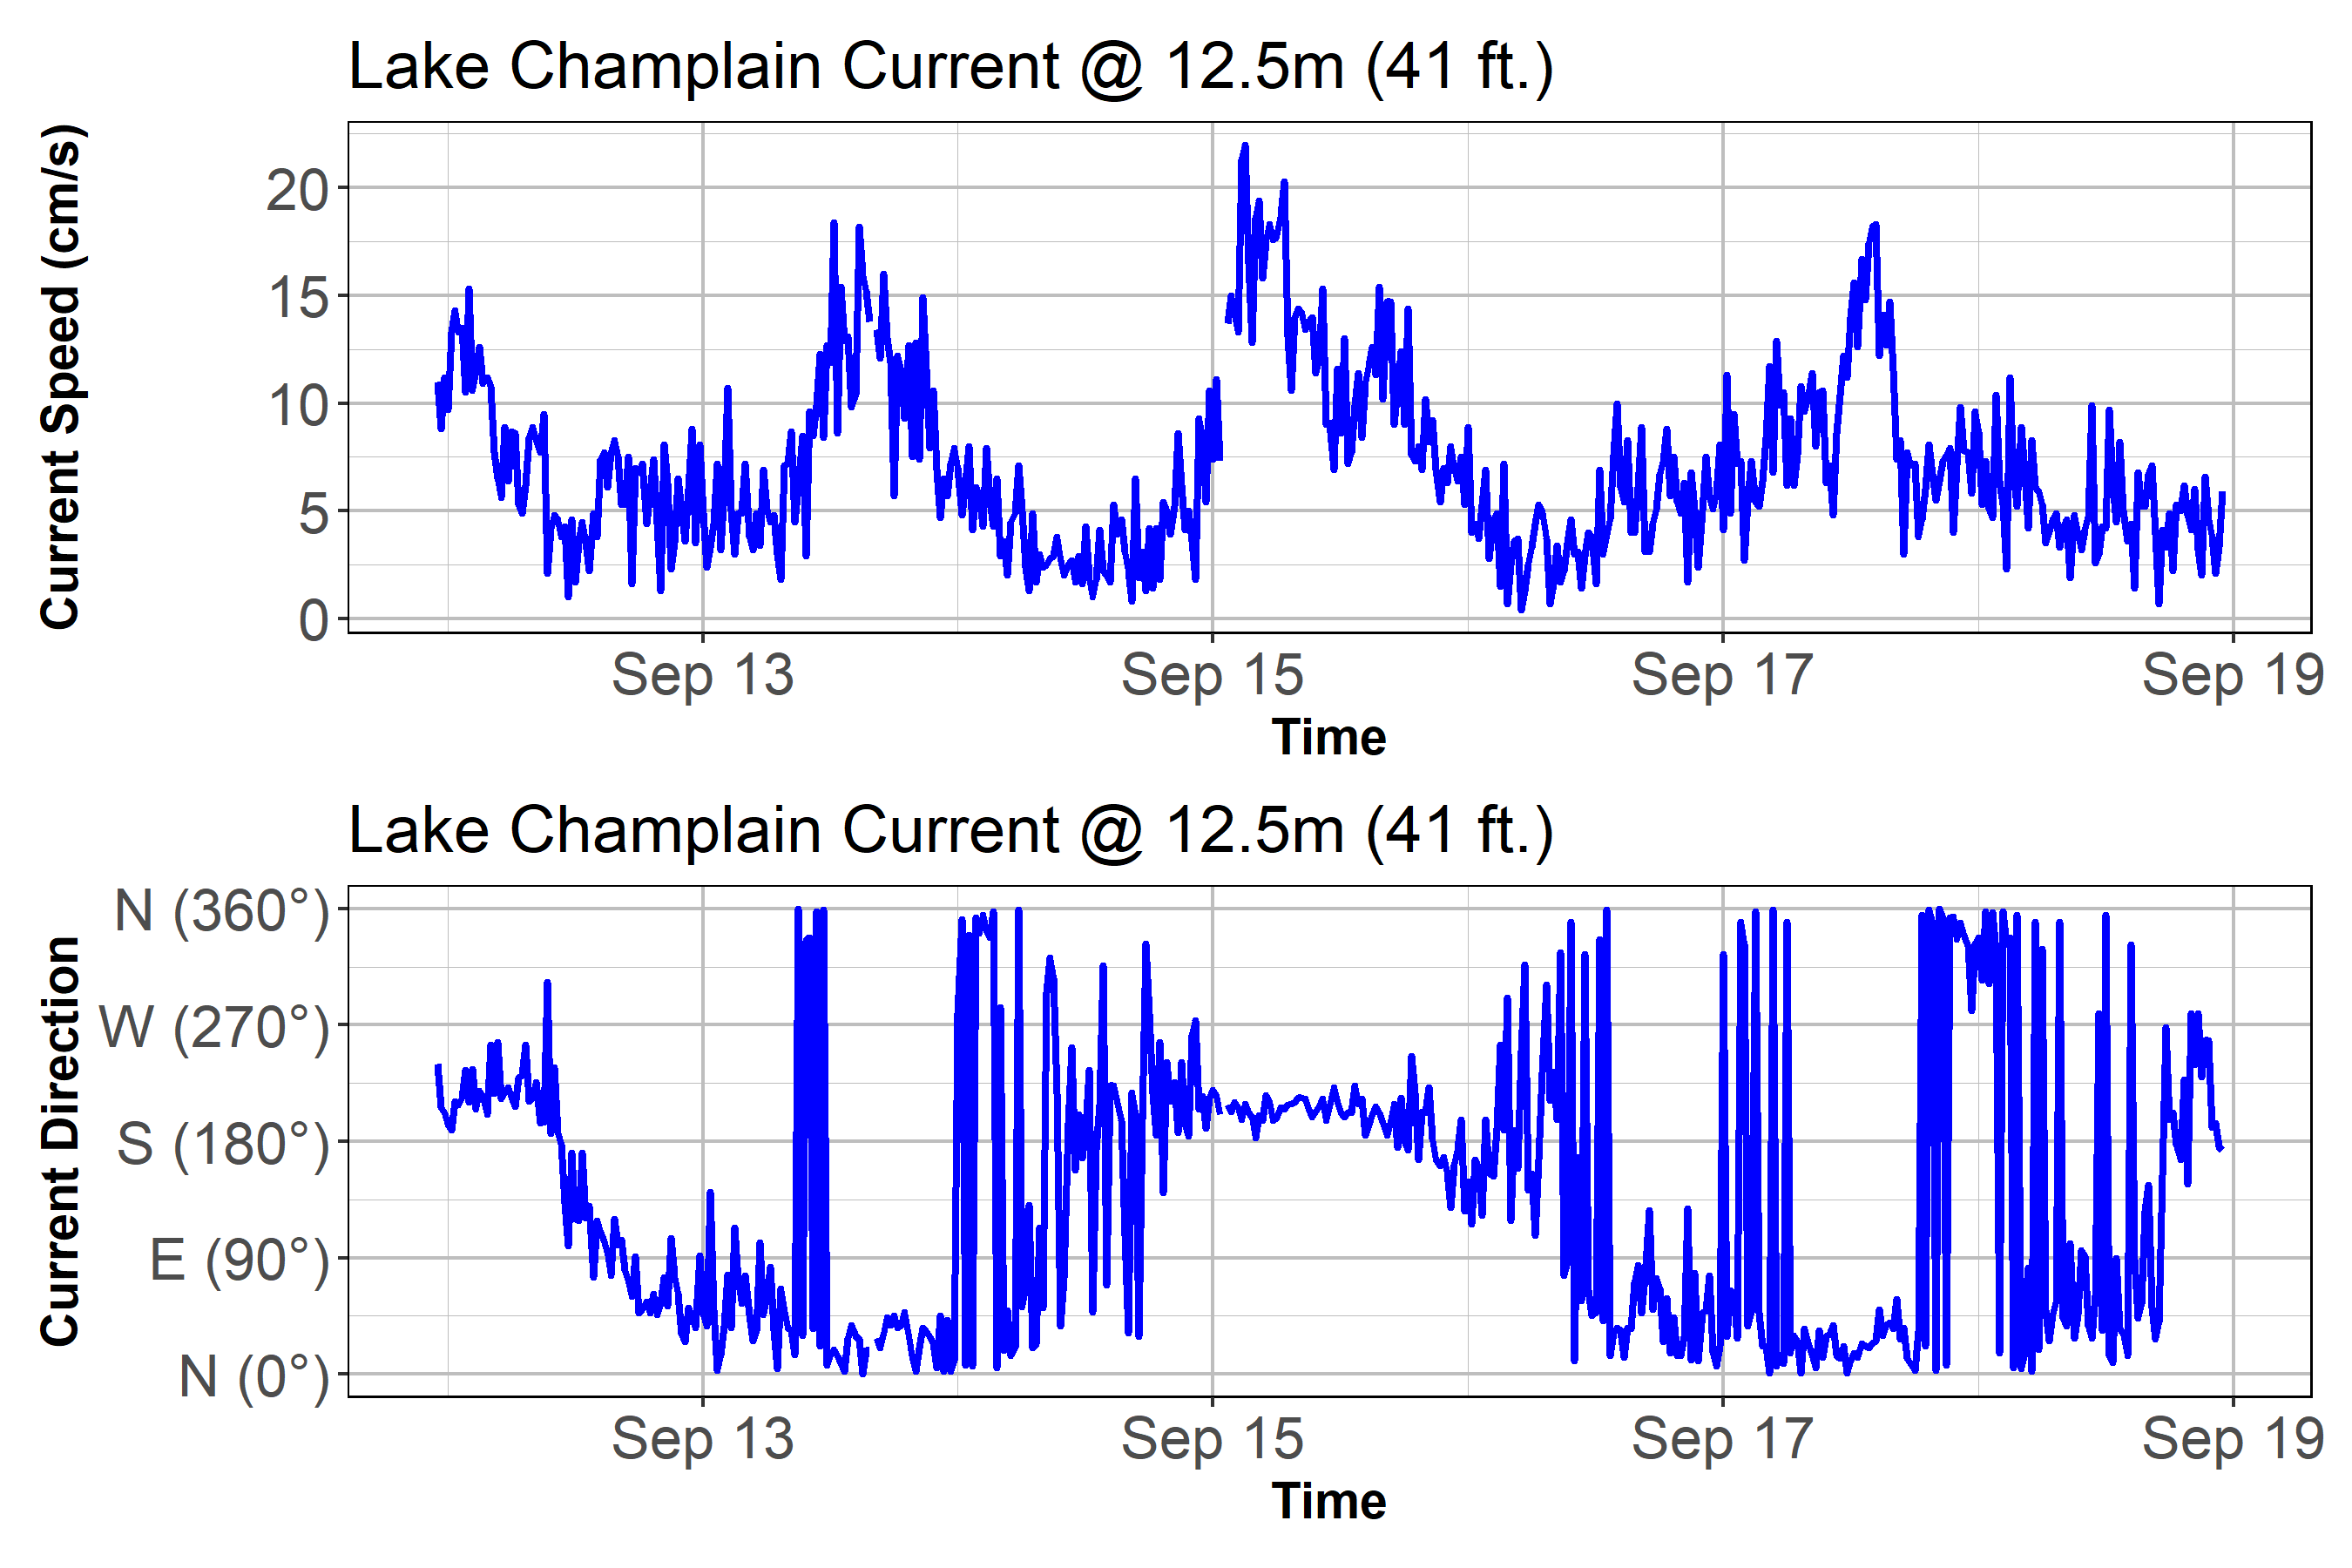 Lake Champlain Current @ 12.5m (41 ft.)
Current Speed (cm/s)
20
15
10
5
0
Sep 13 Sep 15 Sep 17 Sep 19
Time
Lake Champlain Current @ 12.5m (41 ft.)
Current Direction
N (360°)
W (270°)
S (180°)
E (90°)
N (0°)
Sep 13 Sep 15 Sep 17 Sep 19
Time